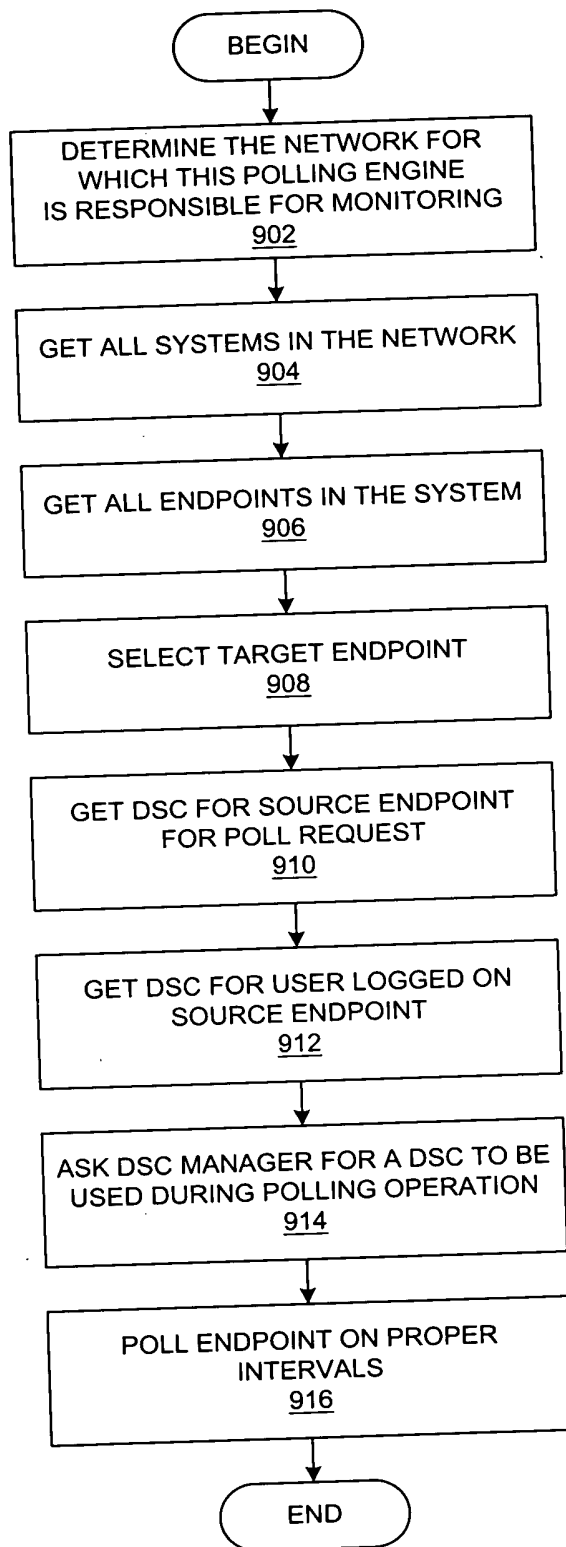 BEGIN
DETERMINE THE NETWORK FOR
WHICH THIS POLLING ENGINE
IS RESPONSIBLE FOR MONITORING
902
GET ALL SYSTEMS IN THE NETWORK
904
GET ALL ENDPOINTS IN THE SYSTEM
906
SELECT TARGET ENDPOINT
908
GET DSC FOR SOURCE ENDPOINT
FOR POLL REQUEST
910
GET DSC FOR USER LOGGED ON
SOURCE ENDPOINT
912
ASK DSC MANAGER FOR A DSC TO BE
USED DURING POLLING OPERATION
914
POLL ENDPOINT ON PROPER
INTERVALS
916
END